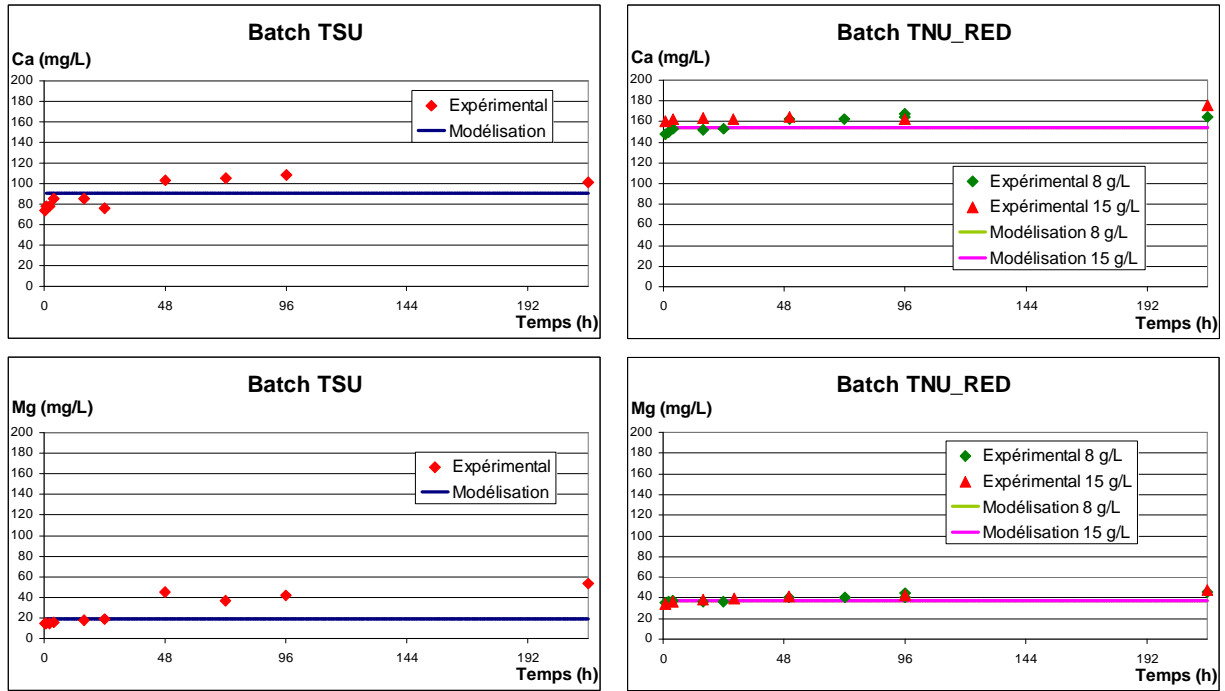 Batch TSU
Ca (mg/L)
200
180
160
140
120
100
80
60
40
20
0
0 48 96 144 192
Temps (h)
Expérimental
Modélisation
Batch TNU_RED
Ca (mg/L)
200
180
160
140
120
100
80
60
40
20
0
0 48 96 144 192
Temps (h)
Expérimental 8 g/L
Expérimental 15 g/L
Modélisation 8 g/L
Modélisation 15 g/L
Batch TSU
Mg (mg/L)
200
180
160
140
120
100
80
60
40
20
0
0 48 96 144 192
Temps (h)
Expérimental
Modélisation
Batch TNU_RED
Mg (mg/L)
200
180
160
140
120
100
80
60
40
20
0
0 48 96 144 192
Temps (h)
Expérimental 8 g/L
Expérimental 15 g/L
Modélisation 8 g/L
Modélisation 15 g/L